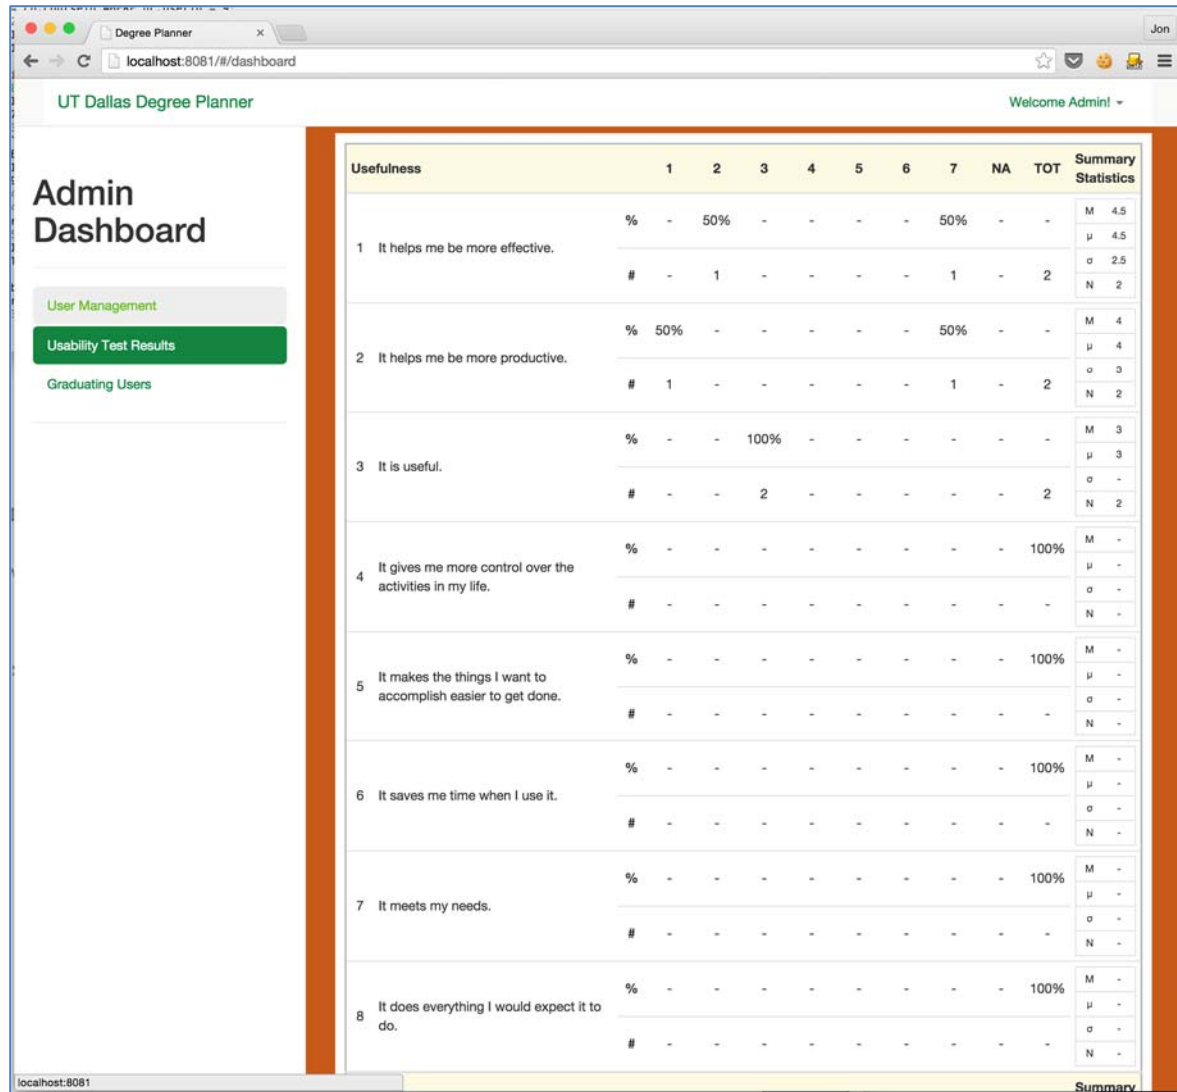 Degree Planner ×
Jon
localhost:8081/#/dashboard
UT Dallas Degree Planner
Welcome Admin!
Admin
Dashboard
User Management
Usability Test Results
Graduating Users
Usefulness 1 2 3 4 5 6 7 NA TOT Summary Statistics
1 It helps me be more effective.
% - 50% - - - - 50% - -
# - 1 - - - - 1 - 2
M 4.5
μ 4.5
σ 2.5
N 2
2 It helps me be more productive.
% 50% - - - - - 50% - -
# 1 - - - - - 1 - 2
M 4
μ 4
σ 3
N 2
3 It is useful.
% - - 100% - - - - - -
# - - 2 - - - - - 2
M 3
μ 3
σ -
N 2
4 It gives me more control over the
activities in my life.
% - - - - - - - - 100%
# - - - - - - - - -
M -
μ -
σ -
N -
5 It makes the things I want to
accomplish easier to get done.
% - - - - - - - - 100%
# - - - - - - - - -
M -
μ -
σ -
N -
6 It saves me time when I use it.
% - - - - - - - - 100%
# - - - - - - - - -
M -
μ -
σ -
N -
7 It meets my needs.
% - - - - - - - - 100%
# - - - - - - - - -
M -
μ -
σ -
N -
8 It does everything I would expect it to
do.
% - - - - - - - - 100%
# - - - - - - - - -
M -
μ -
σ -
N -
Summary
localhost:8081